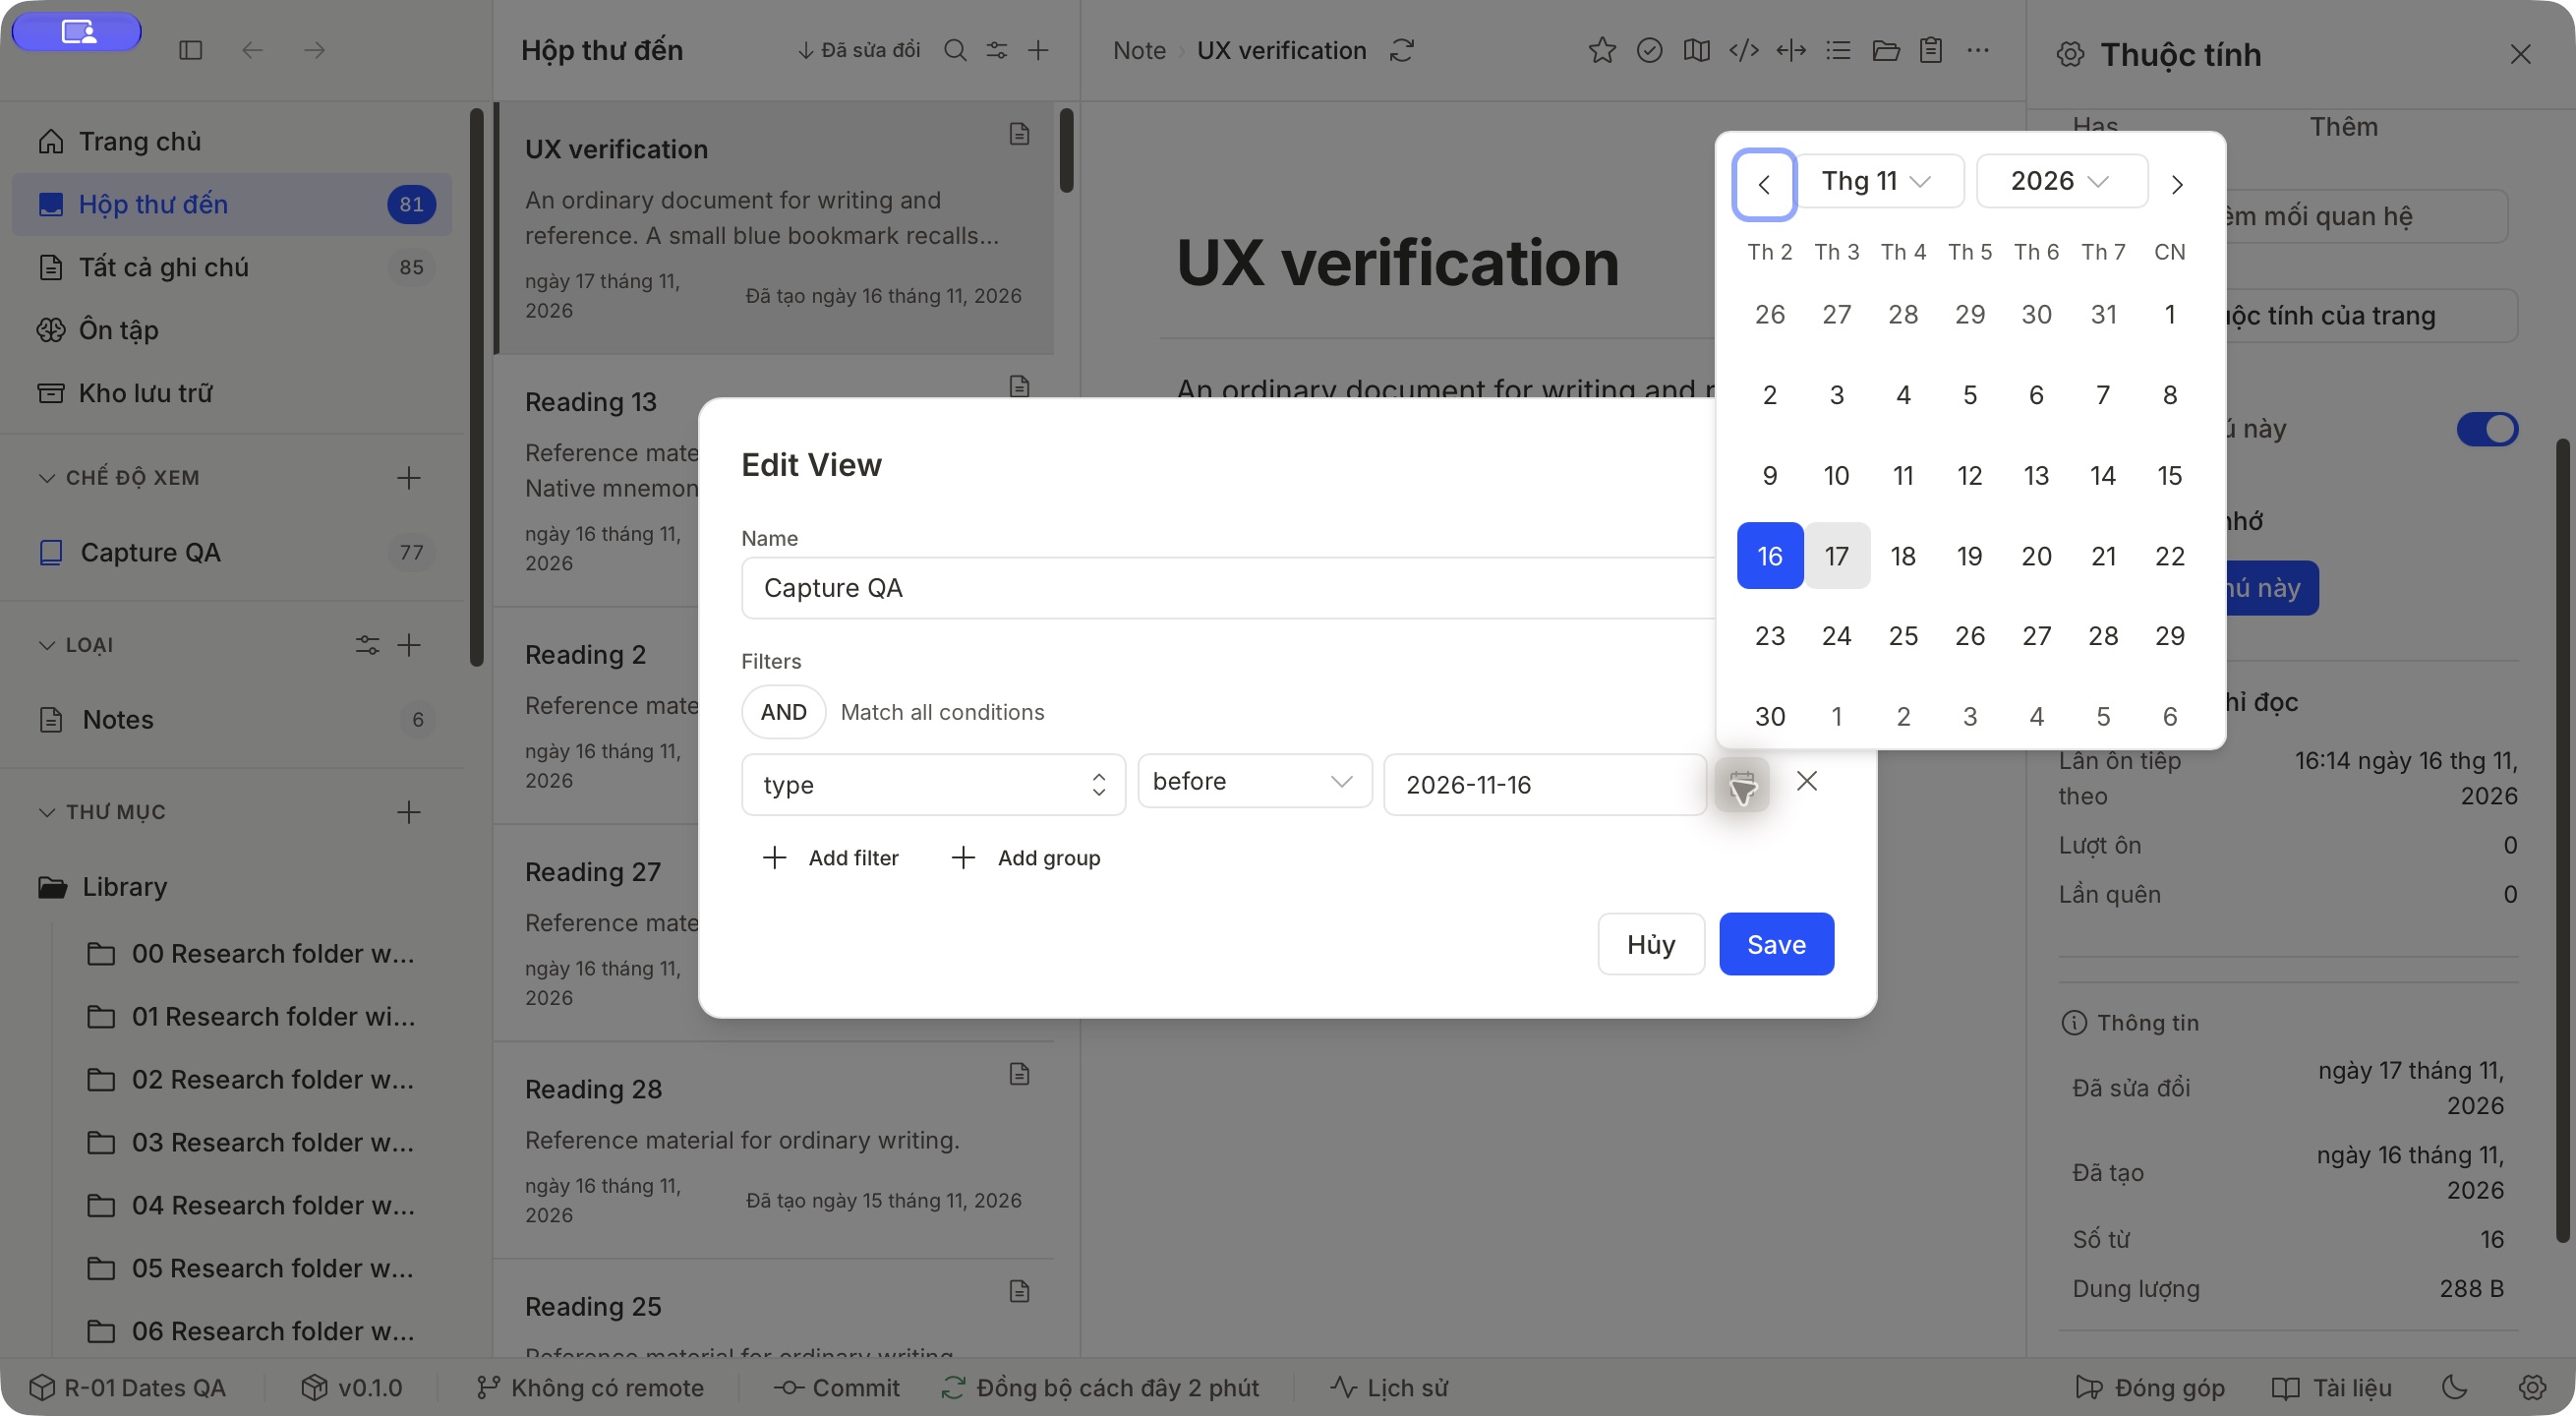 Hộp thư đến
Đã sửa đổi
Note
UX verification
Thuộc tính
Trang chủ
Hộp thư đến
81
Tất cả ghi chú
85
Ôn tập
Kho lưu trữ
CHẾ ĐỘ XEM
Capture QA
77
LOẠI
Notes
6
THƯ MỤC
Library
00 Research folder w...
01 Research folder wi...
02 Research folder w...
03 Research folder w...
04 Research folder w...
05 Research folder w...
06 Research folder w...
UX verification
An ordinary document for writing and
reference. A small blue bookmark recalls...
ngày 17 tháng 11,
2026
Đã tạo ngày 16 tháng 11, 2026
Reading 13
Reference mate
Native mnemon
ngày 16 tháng 11,
2026
Reading 2
Reference mate
ngày 16 tháng 11,
2026
Reading 27
Reference mate
ngày 16 tháng 11,
2026
Reading 28
Reference material for ordinary writing.
ngày 16 tháng 11,
2026
Đã tạo ngày 15 tháng 11, 2026
Reading 25
Reference material for ordinary writing
UX verification
An ordinary document for writing and
Edit View
Name
Capture QA
Filters
AND
Match all conditions
type
before
2026-11-16
Add filter
Add group
Hủy
Save
Thg 11
2026
Th 2 Th 3 Th 4 Th 5 Th 6 Th 7 CN
26 27 28 29 30 31 1
2 3 4 5 6 7 8
9 10 11 12 13 14 15
16 17 18 19 20 21 22
23 24 25 26 27 28 29
30 1 2 3 4 5 6
Has
Thêm
mối quan hệ
tính của trang
này
nhớ
này
đọc
Lần ôn tiếp
theo
16:14 ngày 16 thg 11,
2026
Lượt ôn
0
Lần quên
0
Thông tin
Đã sửa đổi
ngày 17 tháng 11,
2026
Đã tạo
ngày 16 tháng 11,
2026
Số từ
16
Dung lượng
288 B
R-01 Dates QA
v0.1.0
Không có remote
Commit
Đồng bộ cách đây 2 phút
Lịch sử
Đóng góp
Tài liệu